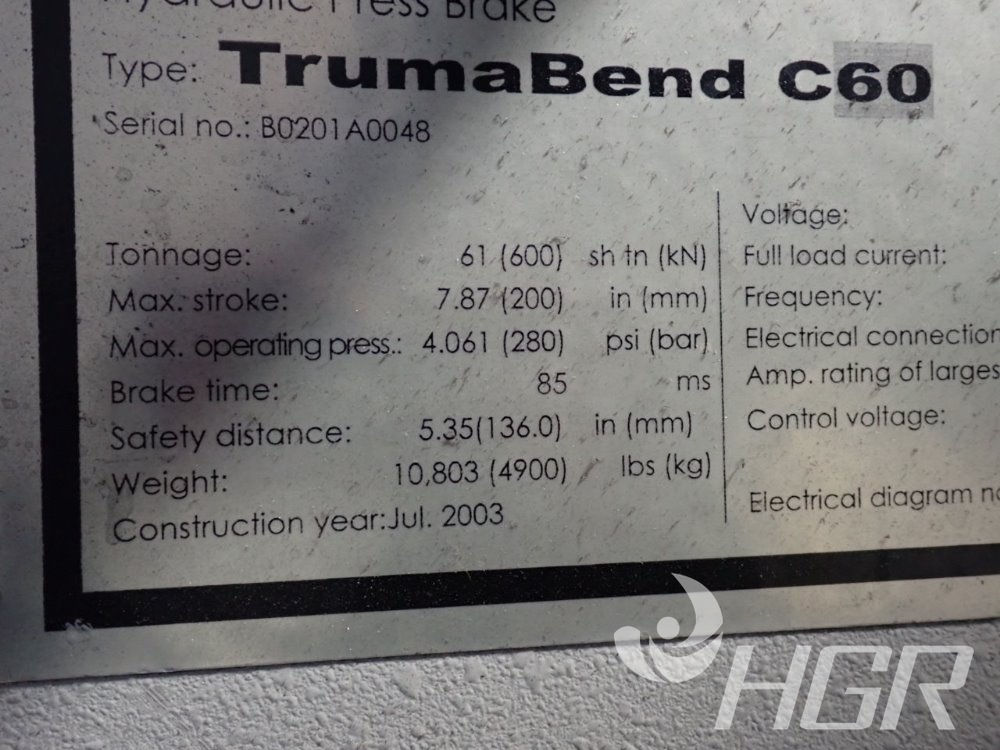 Hydraulic Press Brake
Type: TrumaBend C60
Serial no.: B0201A0048
Tonnage: 61 (600) sh tn (kN)
Max. stroke: 7.87 (200) in (mm)
Max. operating press.: 4.061 (280) psi (bar)
Brake time: 85 ms
Safety distance: 5.35(136.0) in (mm)
Weight: 10,803 (4900) lbs (kg)
Construction year:Jul. 2003
Voltage:
Full load current:
Frequency:
Electrical connection
Amp. rating of larges
Control voltage:
Electrical diagram n
HGR